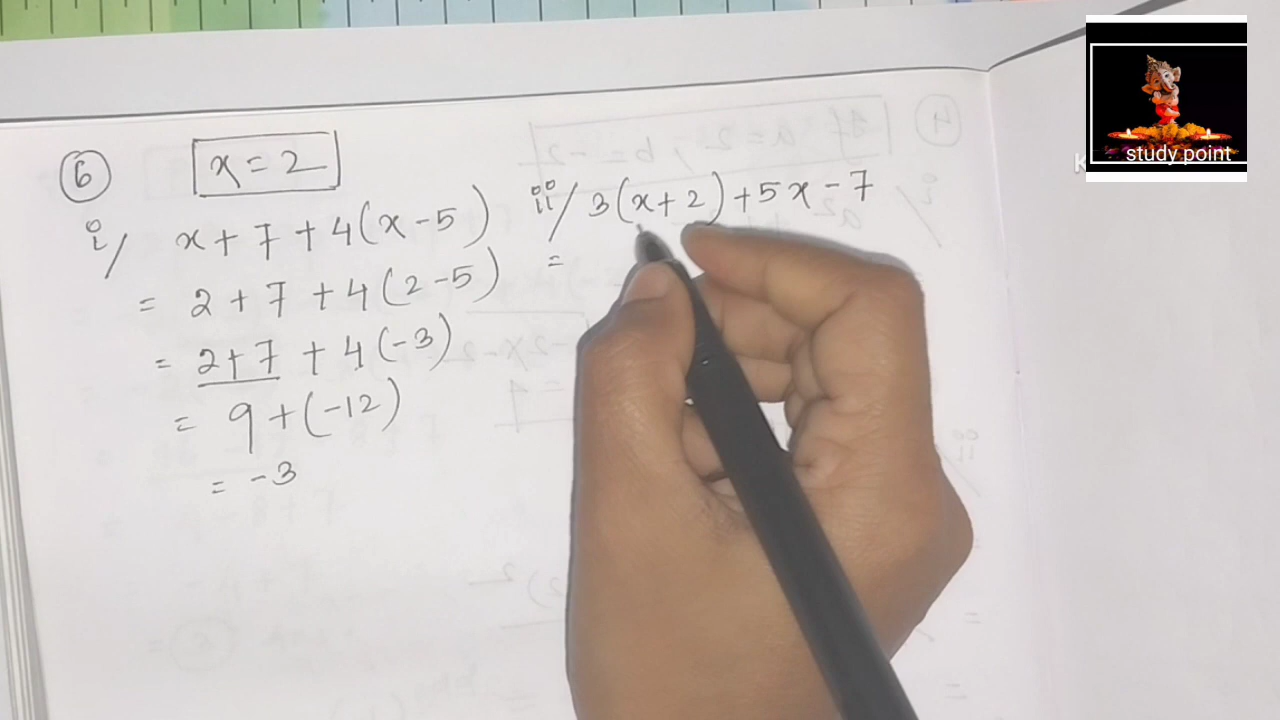 6
x = 2
i/ x + 7 + 4(x - 5)
= 2 + 7 + 4(2 - 5)
= 2 + 7 + 4(-3)
= 9 + (-12)
= -3
ii/ 3(x + 2) + 5x - 7
=
study point